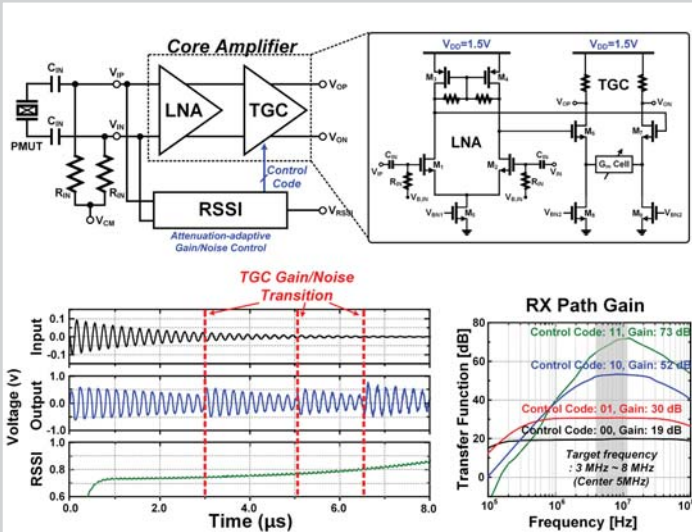 Core Amplifier
C_IN
V_IP
LNA
TGC
V_OP
C_IN
V_IN
V_ON
PMUT
R_IN
R_IN
V_CM
Control
Code
RSSI
V_RSSI
Attenuation-adaptive
Gain/Noise Control
V_DD=1.5V
V_DD=1.5V
M_3
M_4
TGC
V_OP
V_ON
M_6
M_7
LNA
C_IN
C_IN
V_IP
M_1
M_2
V_IN
G_m Cell
R_IN
R_IN
V_B,IN
V_B,IN
V_BN1
M_5
V_BN2
M_8
M_9
V_BN2
TGC Gain/Noise
Transition
Voltage (v)
Input
0.1
0.0
-0.1
Output
1.0
0.0
-1.0
RSSI
0.8
0.6
0.0
2.0
4.0
6.0
8.0
Time (μs)
RX Path Gain
Transfer Function [dB]
80
60
40
20
0
Control Code: 11, Gain: 73 dB
Control Code: 10, Gain: 52 dB
Control Code: 01, Gain: 30 dB
Control Code: 00, Gain: 19 dB
Target frequency
: 3 MHz ~ 8 MHz
(Center 5MHz)
10^5
10^6
10^7
10^8
Frequency [Hz]